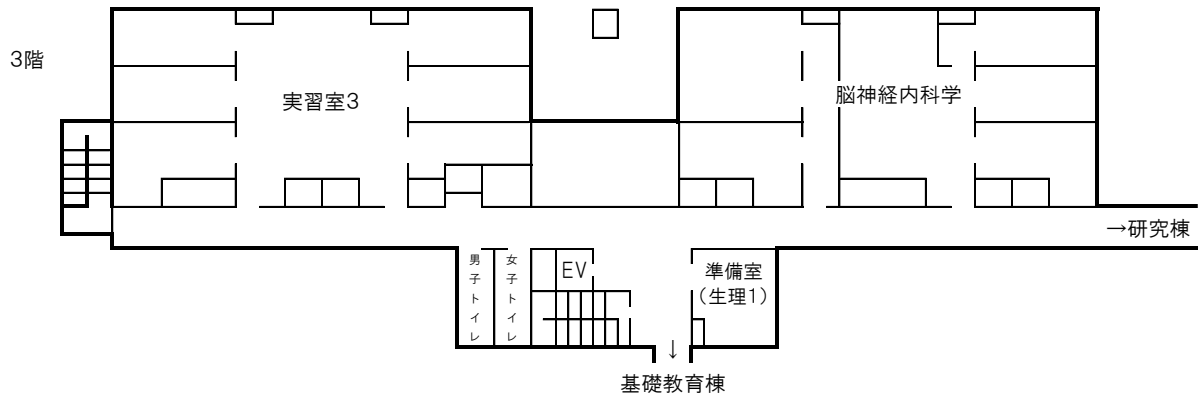 3階
実習室3
脳神経内科学
→研究棟
男子トイレ
女子トイレ
EV
準備室
（生理1）
↓
基礎教育棟